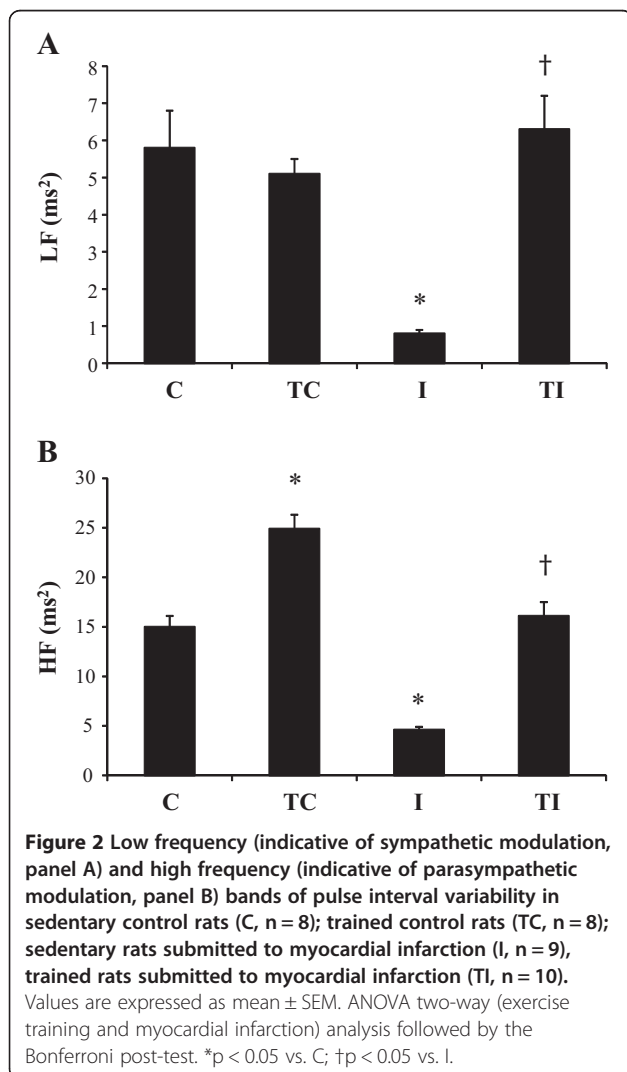 A
8
7
6
5
4
3
2
1
0
LF (ms²)
†
*
C TC I TI
B
30
25
20
15
10
5
0
HF (ms²)
*
†
*
C TC I TI
Figure 2 Low frequency (indicative of sympathetic modulation,
panel A) and high frequency (indicative of parasympathetic
modulation, panel B) bands of pulse interval variability in
sedentary control rats (C, n = 8); trained control rats (TC, n = 8);
sedentary rats submitted to myocardial infarction (I, n = 9),
trained rats submitted to myocardial infarction (TI, n = 10).
Values are expressed as mean ± SEM. ANOVA two-way (exercise
training and myocardial infarction) analysis followed by the
Bonferroni post-test. *p < 0.05 vs. C; †p < 0.05 vs. I.